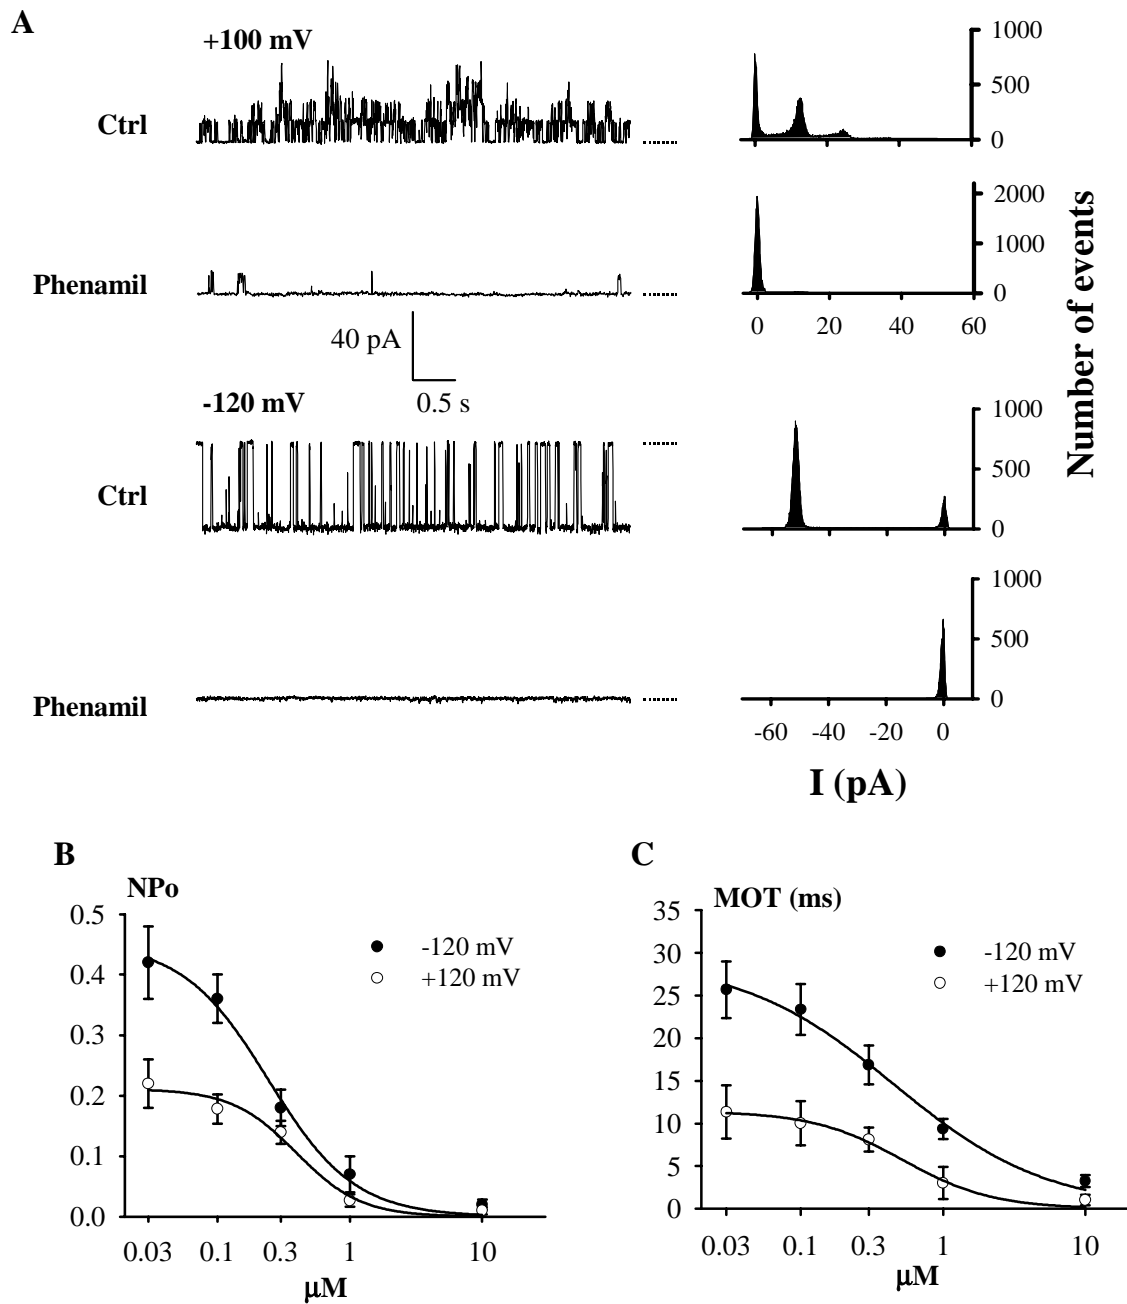 A
+100 mV
Ctrl
1000
500
0
Phenamil
2000
1000
0
0 20 40 60
40 pA
0.5 s
Number of events
-120 mV
Ctrl
1000
500
0
Phenamil
1000
500
0
-60 -40 -20 0
I (pA)
B
NPo
0.5
0.4
0.3
0.2
0.1
0.0
-120 mV
+120 mV
0.03 0.1 0.3 1 10
μM
C
MOT (ms)
35
30
25
20
15
10
5
0
-120 mV
+120 mV
0.03 0.1 0.3 1 10
μM